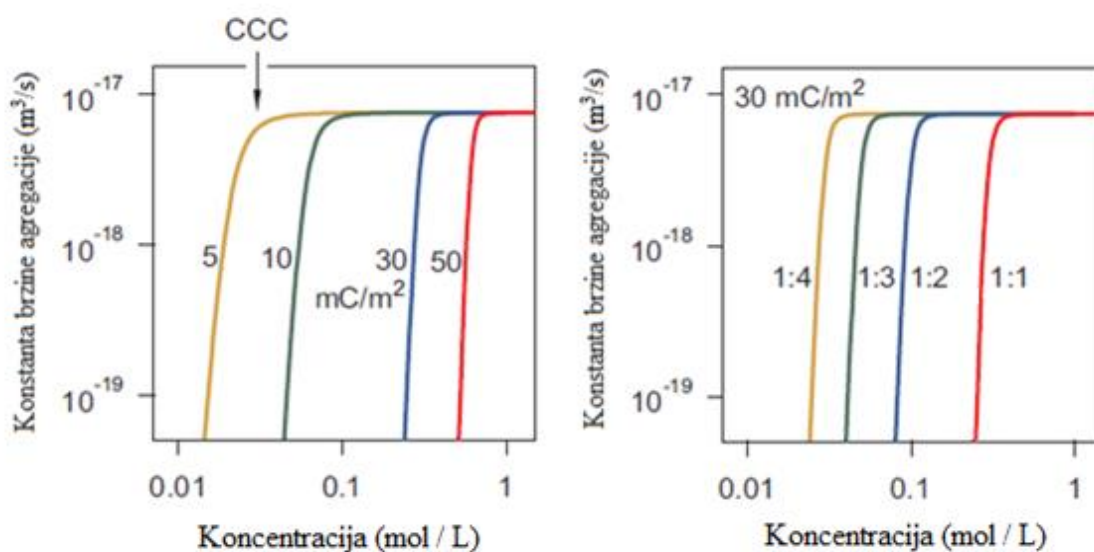 CCC
Konstanta brzine agregacije (m³/s)
10⁻¹⁷
10⁻¹⁸
10⁻¹⁹
5
10
30
50
mC/m²
0.01
0.1
1
Koncentracija (mol / L)
Konstanta brzine agregacije (m³/s)
10⁻¹⁷
10⁻¹⁸
10⁻¹⁹
30 mC/m²
1:4
1:3
1:2
1:1
0.01
0.1
1
Koncentracija (mol / L)